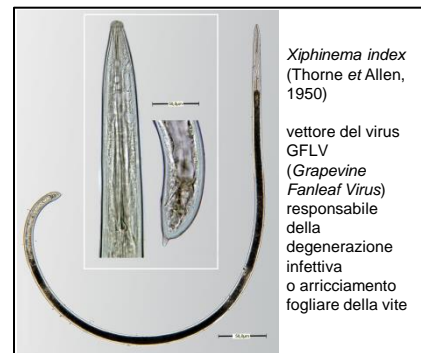 Xiphinema index
(Thorne et Allen,
1950)
vettore del virus
GFLV
(Grapevine
Fanleaf Virus)
responsabile
della
degenerazione
infettiva
o arricciamento
fogliare della vite